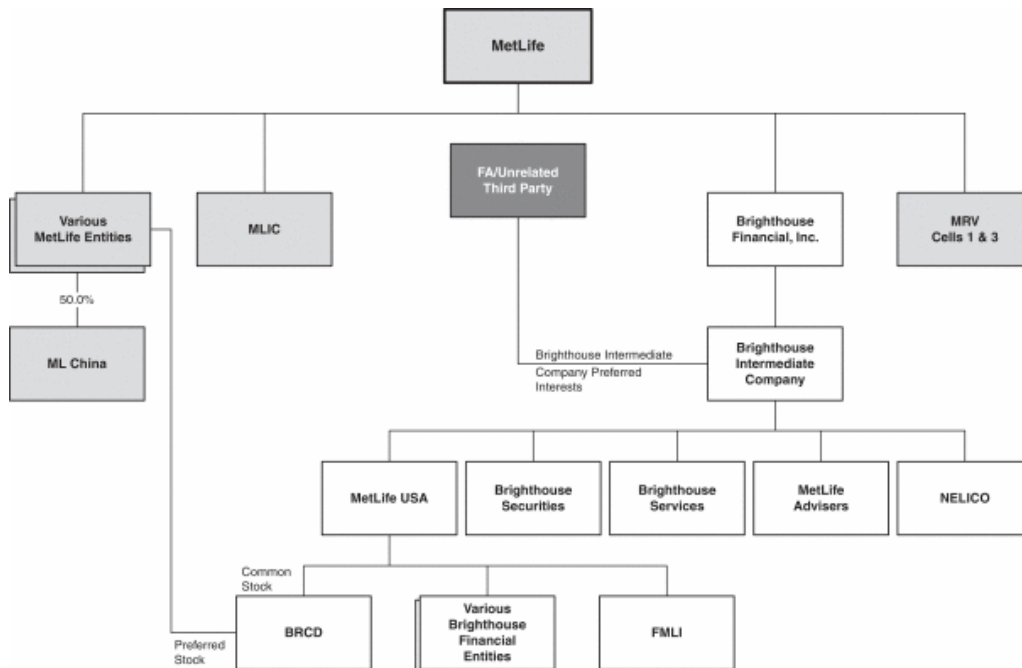 MetLife
FA/Unrelated
Third Party
Various
MetLife Entities
MLIC
Brighthouse
Financial, Inc.
MRV
Cells 1 & 3
50.0%
ML China
Brighthouse Intermediate
Company Preferred
Interests
Brighthouse
Intermediate
Company
MetLife USA
Brighthouse
Securities
Brighthouse
Services
MetLife
Advisers
NELICO
Common
Stock
Preferred
Stock
BRCD
Various
Brighthouse
Financial
Entities
FMLI